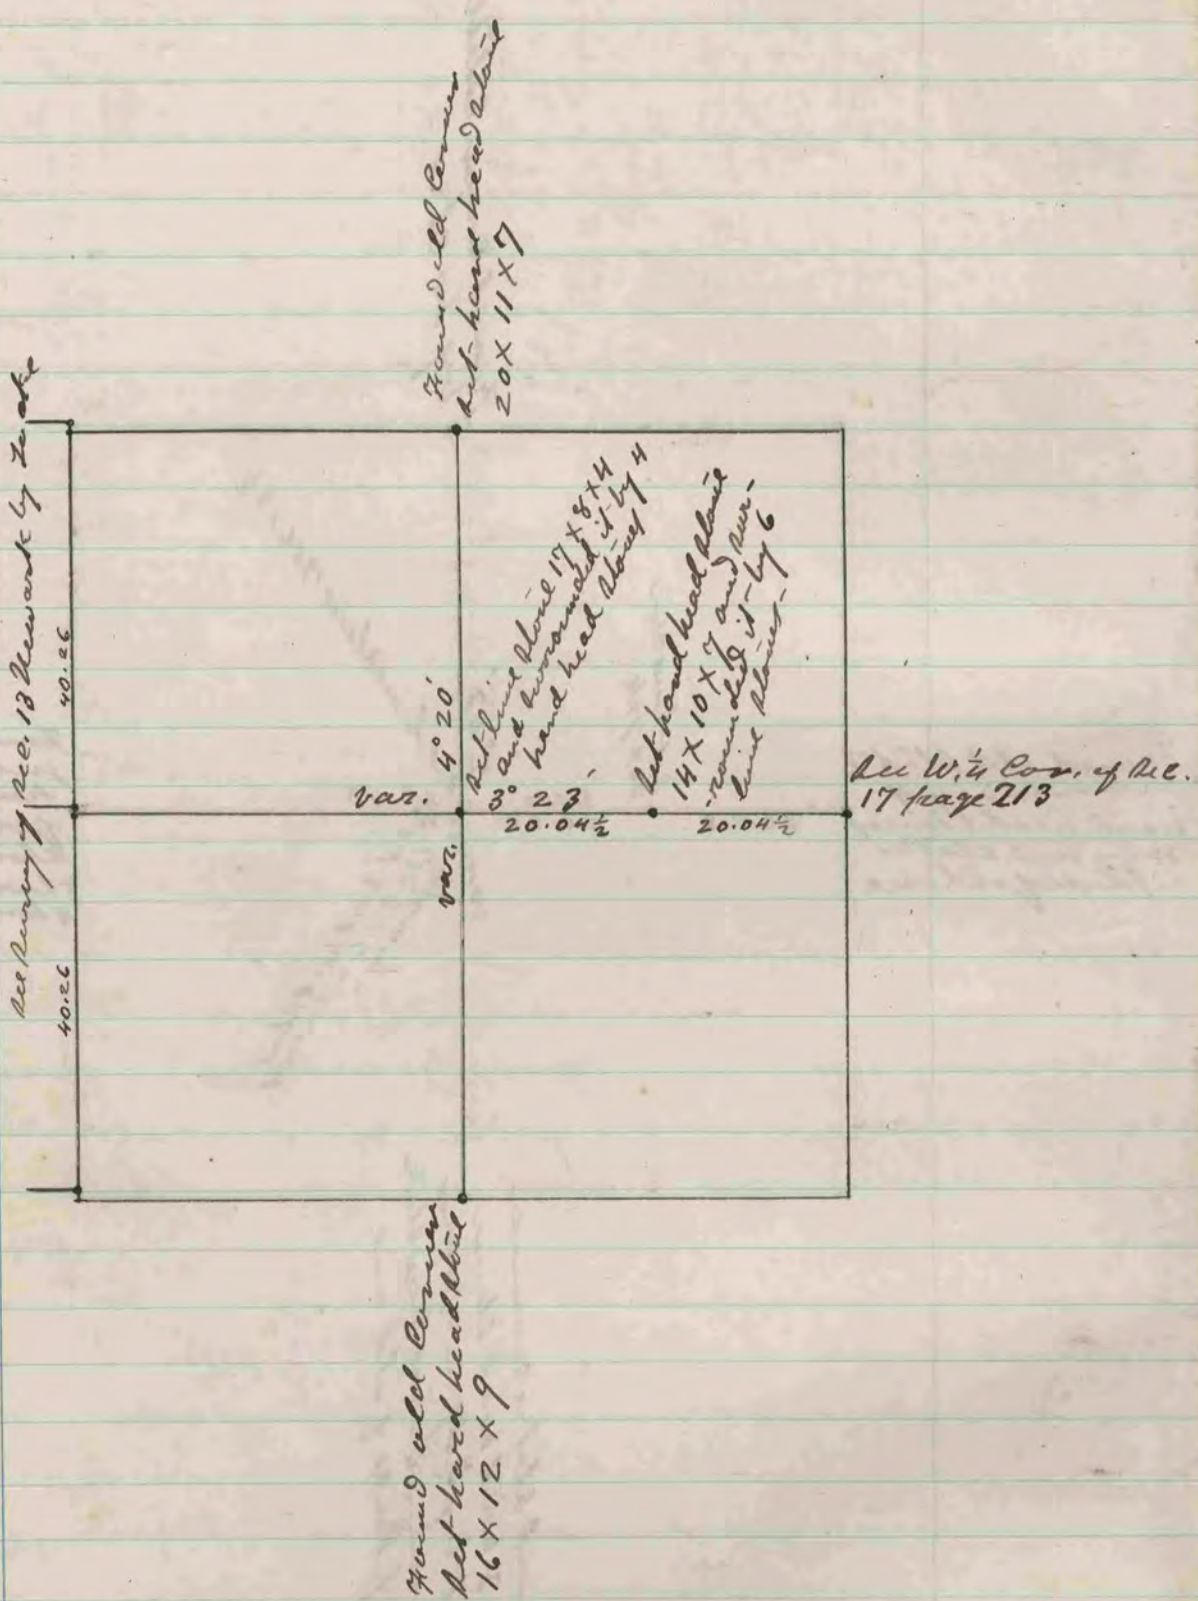 Found old Corner
Set hard head stone
20 X 11 X 7
See Survey of Sec. 13 Newark by
40.26
40.26
var. 4° 20'
Set lime stone 17 X 8 X 4
and surrounded it by 4
hard head stones
Set hard head stone
14 X 10 X 7 and sur-
-rounded it by 6
lime stones-
var. 3° 23'
20.04½
20.04½
See W. ¼ Cor. of Sec.
17 page 213
Found old Corner
Set hard head stone
16 X 12 X 9